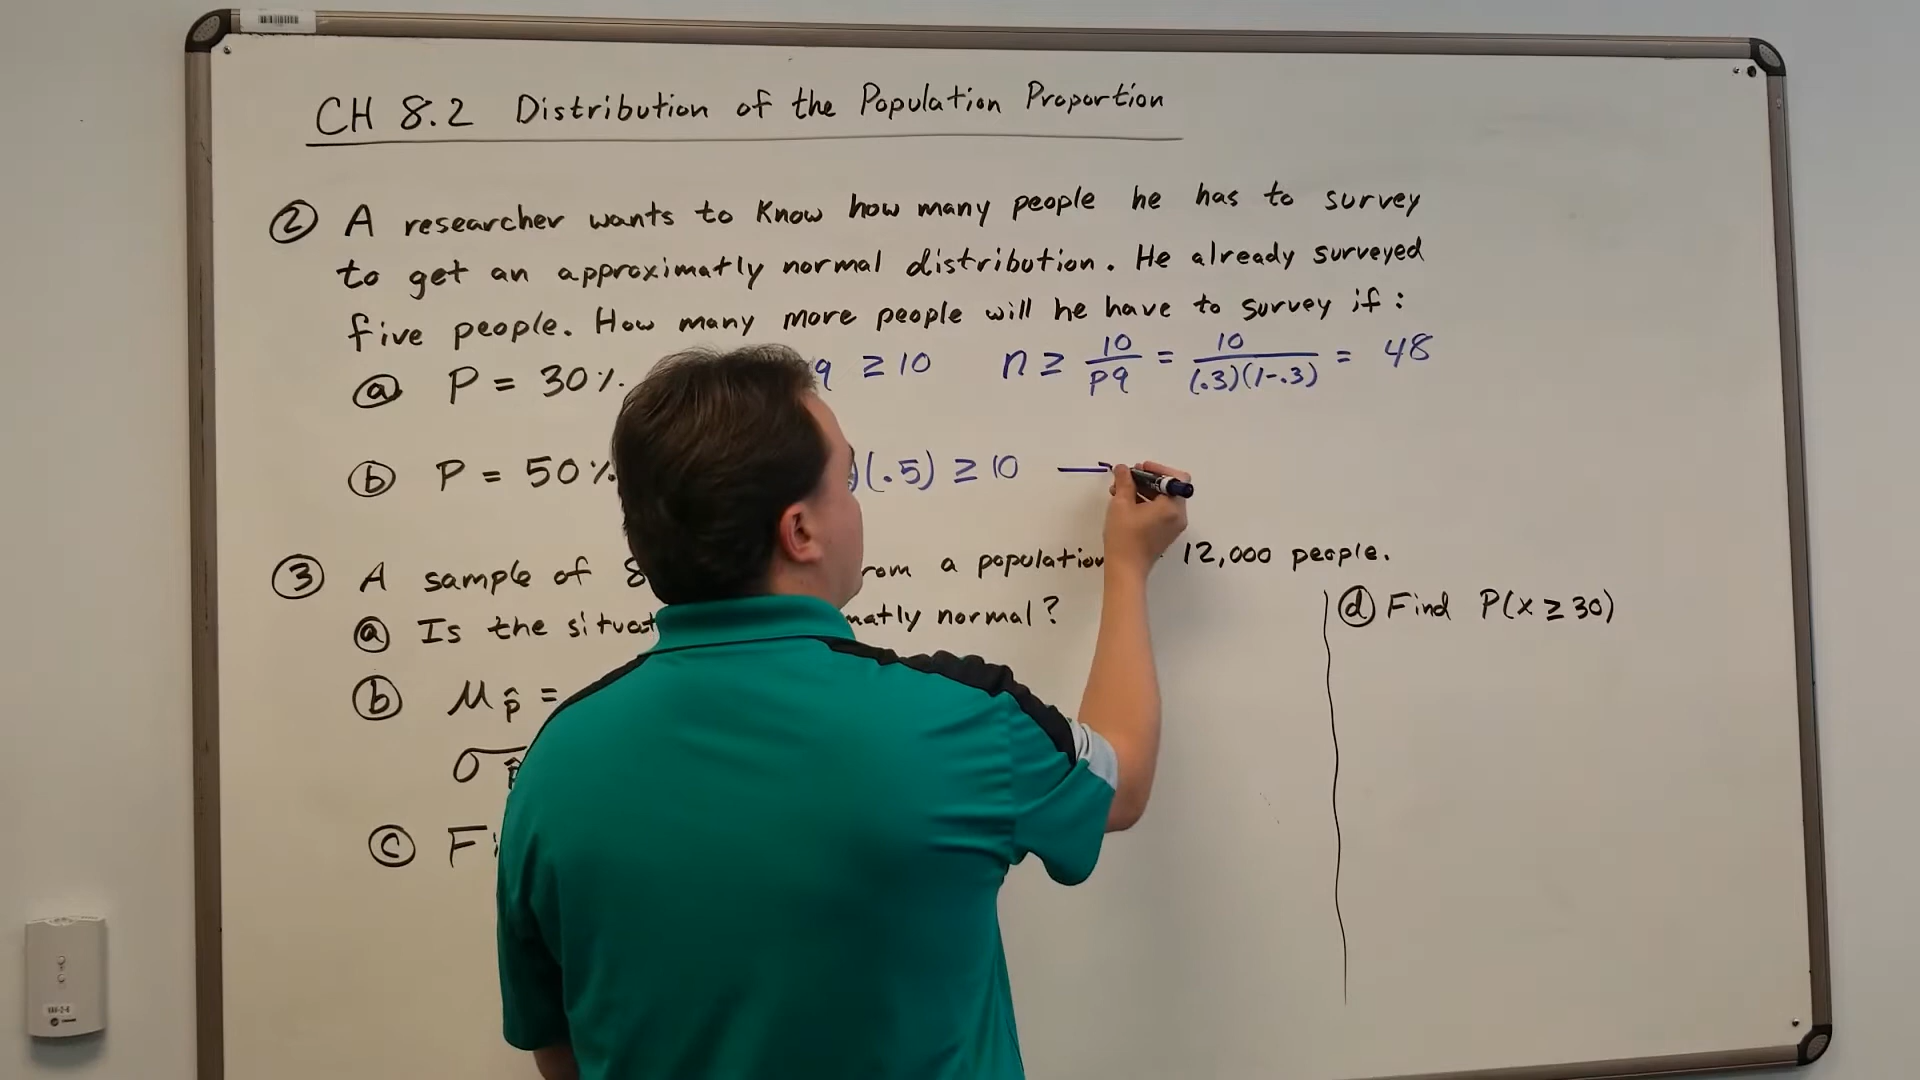 CH 8.2 Distribution of the Population Proportion
② A researcher wants to Know how many people he has to survey
to get an approximatly normal distribution. He already surveyed
five people. How many more people will he have to survey if:
ⓐ P = 30%. q ≥ 10 n ≥ 10/pq = 10/(.3)(1-.3) = 48
ⓑ P = 50% )(.5) ≥ 10 →
③ A sample of 8 a population 12,000 people.
ⓐ Is the normal?
ⓓ Find P(x ≥ 30)
ⓑ μp̂ =
σ
ⓒ